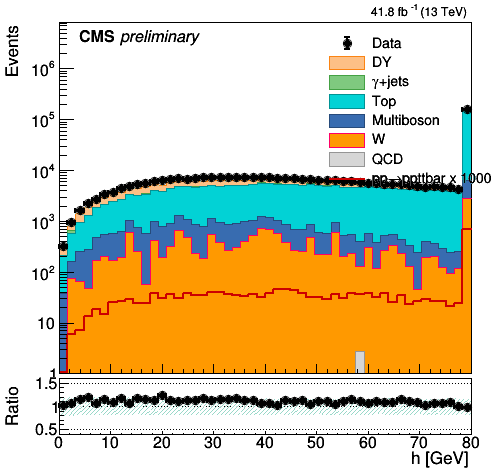 41.8 fb⁻¹ (13 TeV)
CMS preliminary
Events
Data
DY
γ+jets
Top
Multiboson
W
QCD
pp→ppttbar x 1000
10⁶
10⁵
10⁴
10³
10²
10
1
Ratio
1.5
1
0.5
0 10 20 30 40 50 60 70 80
h [GeV]